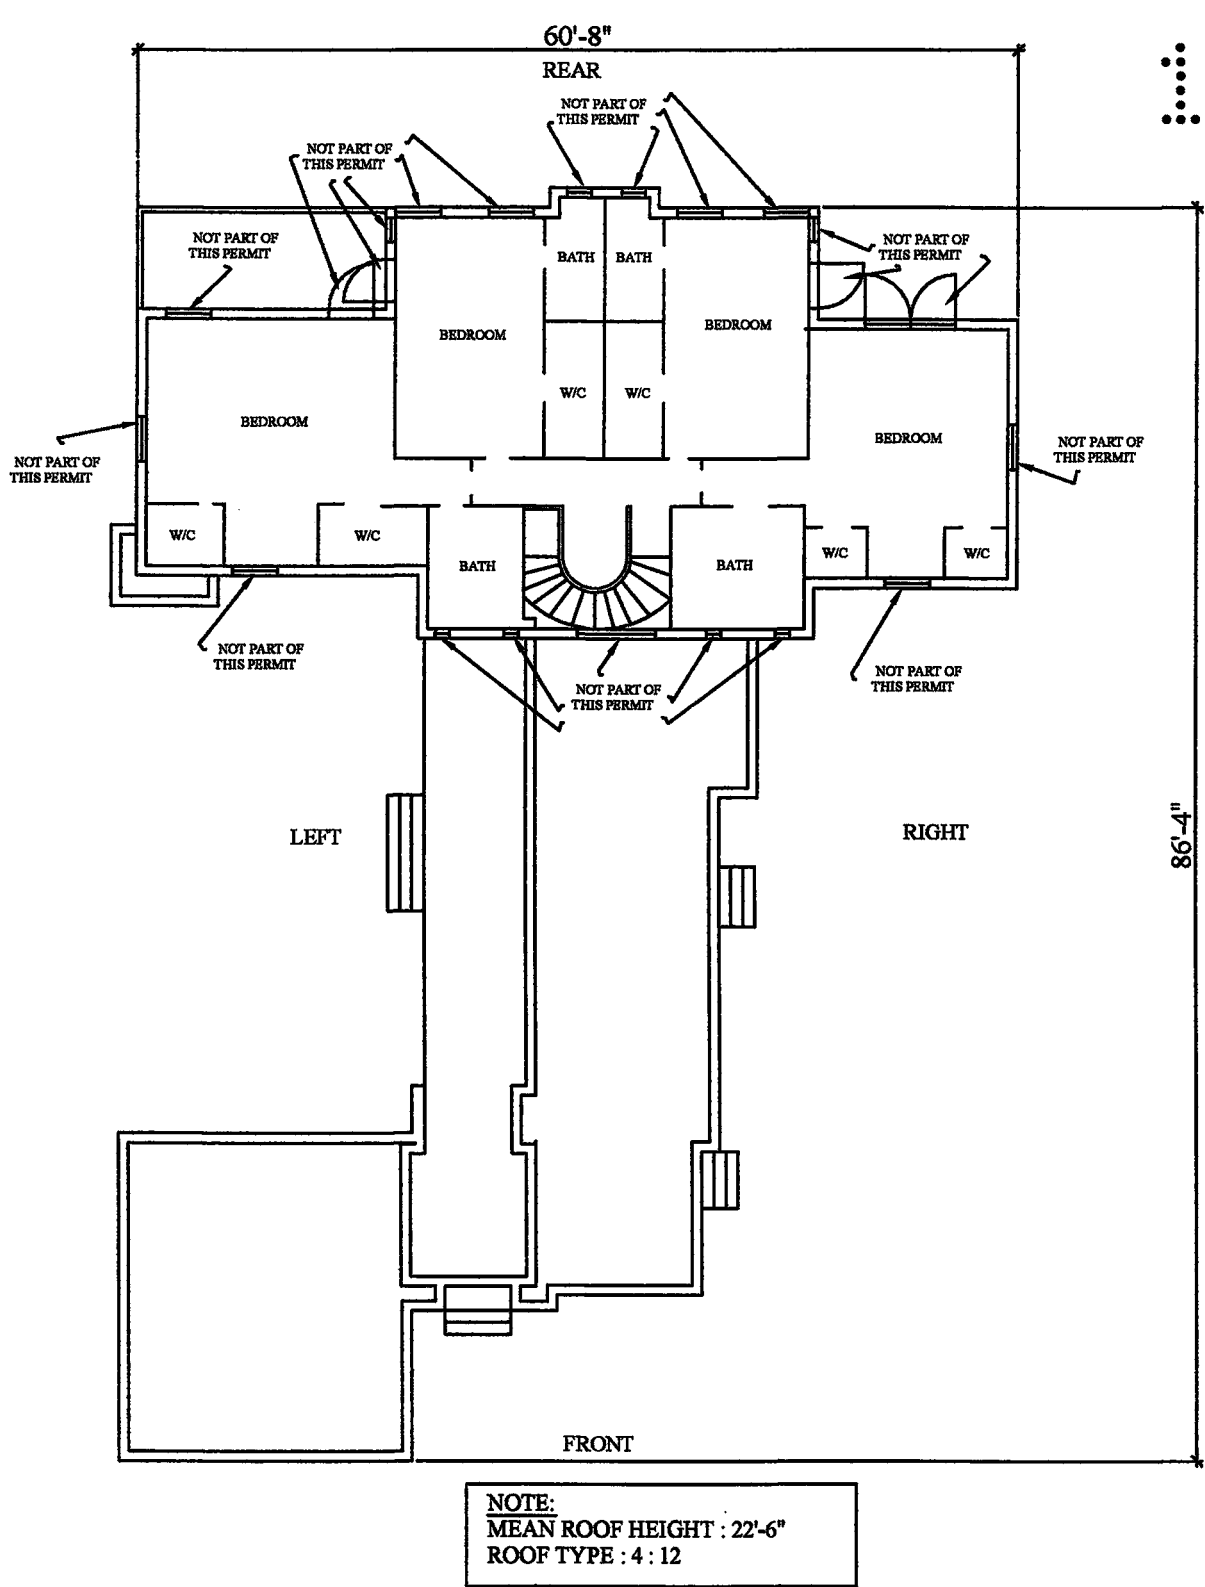 60'-8"
REAR
NOT PART OF
THIS PERMIT
NOT PART OF
THIS PERMIT
NOT PART OF
THIS PERMIT
NOT PART OF
THIS PERMIT
BATH
BATH
BEDROOM
BEDROOM
W/C
W/C
BEDROOM
BEDROOM
NOT PART OF
THIS PERMIT
NOT PART OF
THIS PERMIT
W/C
W/C
BATH
BATH
W/C
W/C
NOT PART OF
THIS PERMIT
NOT PART OF
THIS PERMIT
NOT PART OF
THIS PERMIT
LEFT
RIGHT
86'-4"
FRONT
NOTE:
MEAN ROOF HEIGHT : 22'-6"
ROOF TYPE : 4 : 12